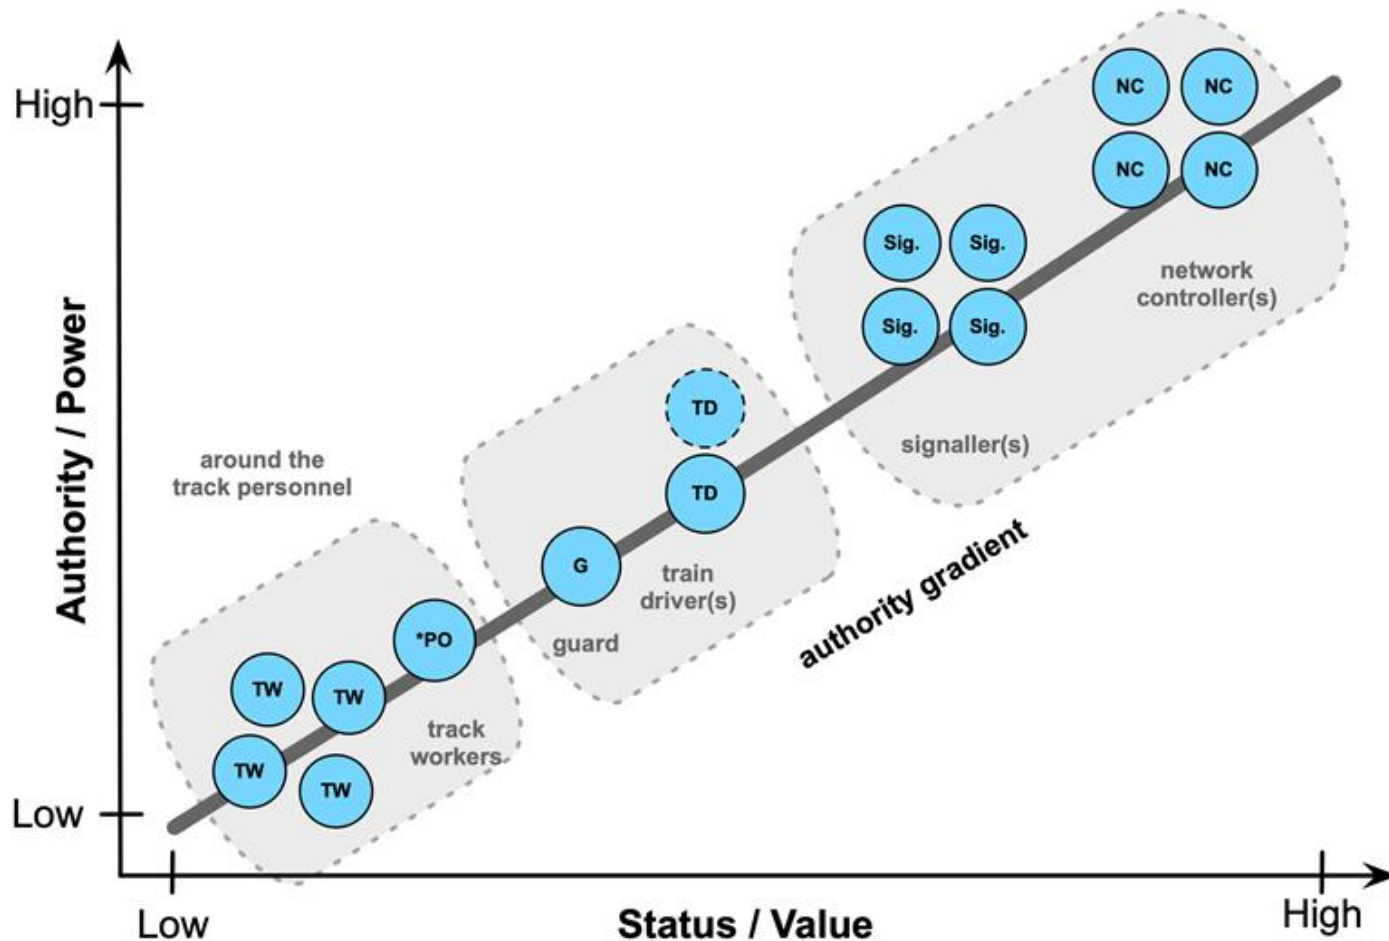 High
NC
NC
NC
NC
Sig.
Sig.
Sig.
Sig.
network
controller(s)
signaller(s)
TD
TD
G
train
driver(s)
guard
authority gradient
around the
track personnel
*PO
TW
TW
TW
TW
track
workers
Authority / Power
Low
Low
Status / Value
High